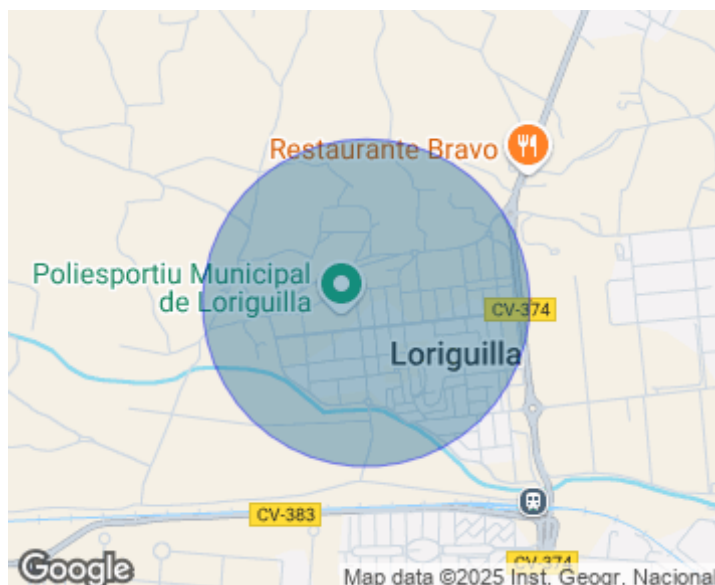 Restaurante Bravo
Poliesportiu Municipal
de Loriguilla
CV-374
Loriguilla
CV-383
CV-374
Google
Map data ©2025 Inst. Geogr. Nacional